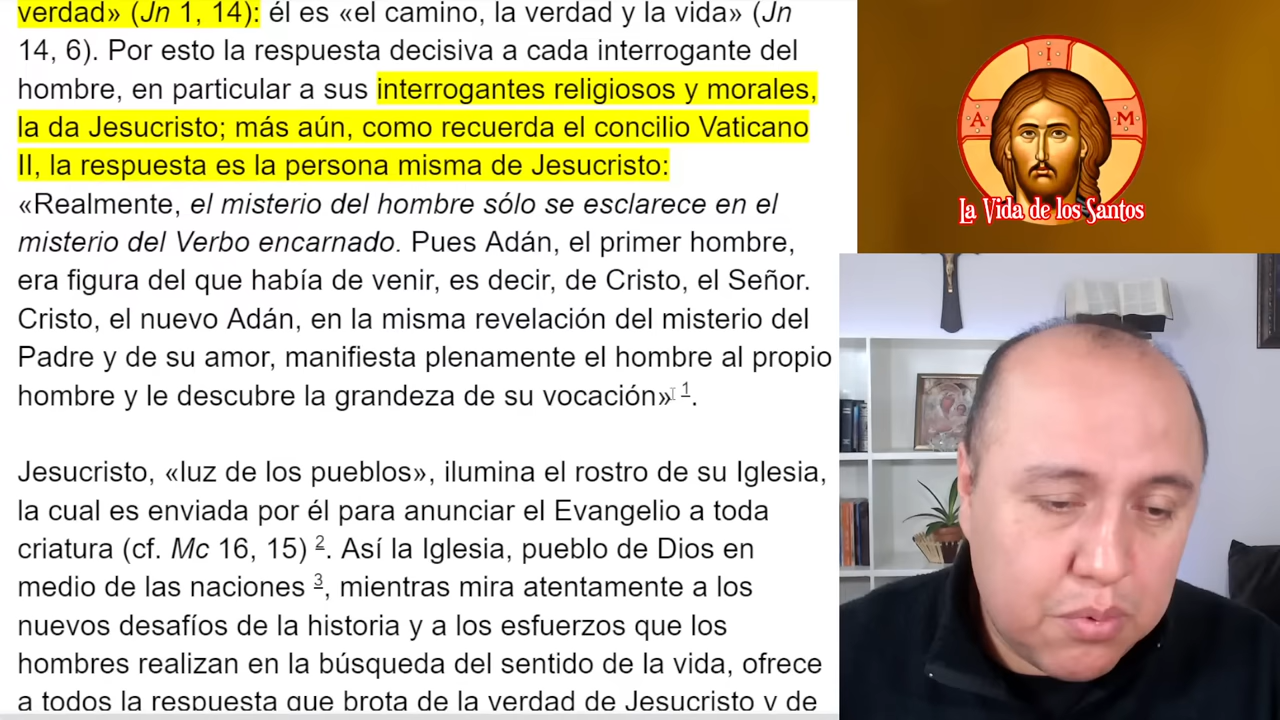 verdad» (Jn 1, 14): él es «el camino, la verdad y la vida» (Jn
14, 6). Por esto la respuesta decisiva a cada interrogante del
hombre, en particular a sus interrogantes religiosos y morales,
la da Jesucristo; más aún, como recuerda el concilio Vaticano
II, la respuesta es la persona misma de Jesucristo:
«Realmente, el misterio del hombre sólo se esclarece en el
misterio del Verbo encarnado. Pues Adán, el primer hombre,
era figura del que había de venir, es decir, de Cristo, el Señor.
Cristo, el nuevo Adán, en la misma revelación del misterio del
Padre y de su amor, manifiesta plenamente el hombre al propio
hombre y le descubre la grandeza de su vocación» 1.
Jesucristo, «luz de los pueblos», ilumina el rostro de su Iglesia,
la cual es enviada por él para anunciar el Evangelio a toda
criatura (cf. Mc 16, 15) 2. Así la Iglesia, pueblo de Dios en
medio de las naciones 3, mientras mira atentamente a los
nuevos desafíos de la historia y a los esfuerzos que los
hombres realizan en la búsqueda del sentido de la vida, ofrece
a todos la respuesta que brota de la verdad de Jesucristo y de
I
A M
La Vida de los Santos